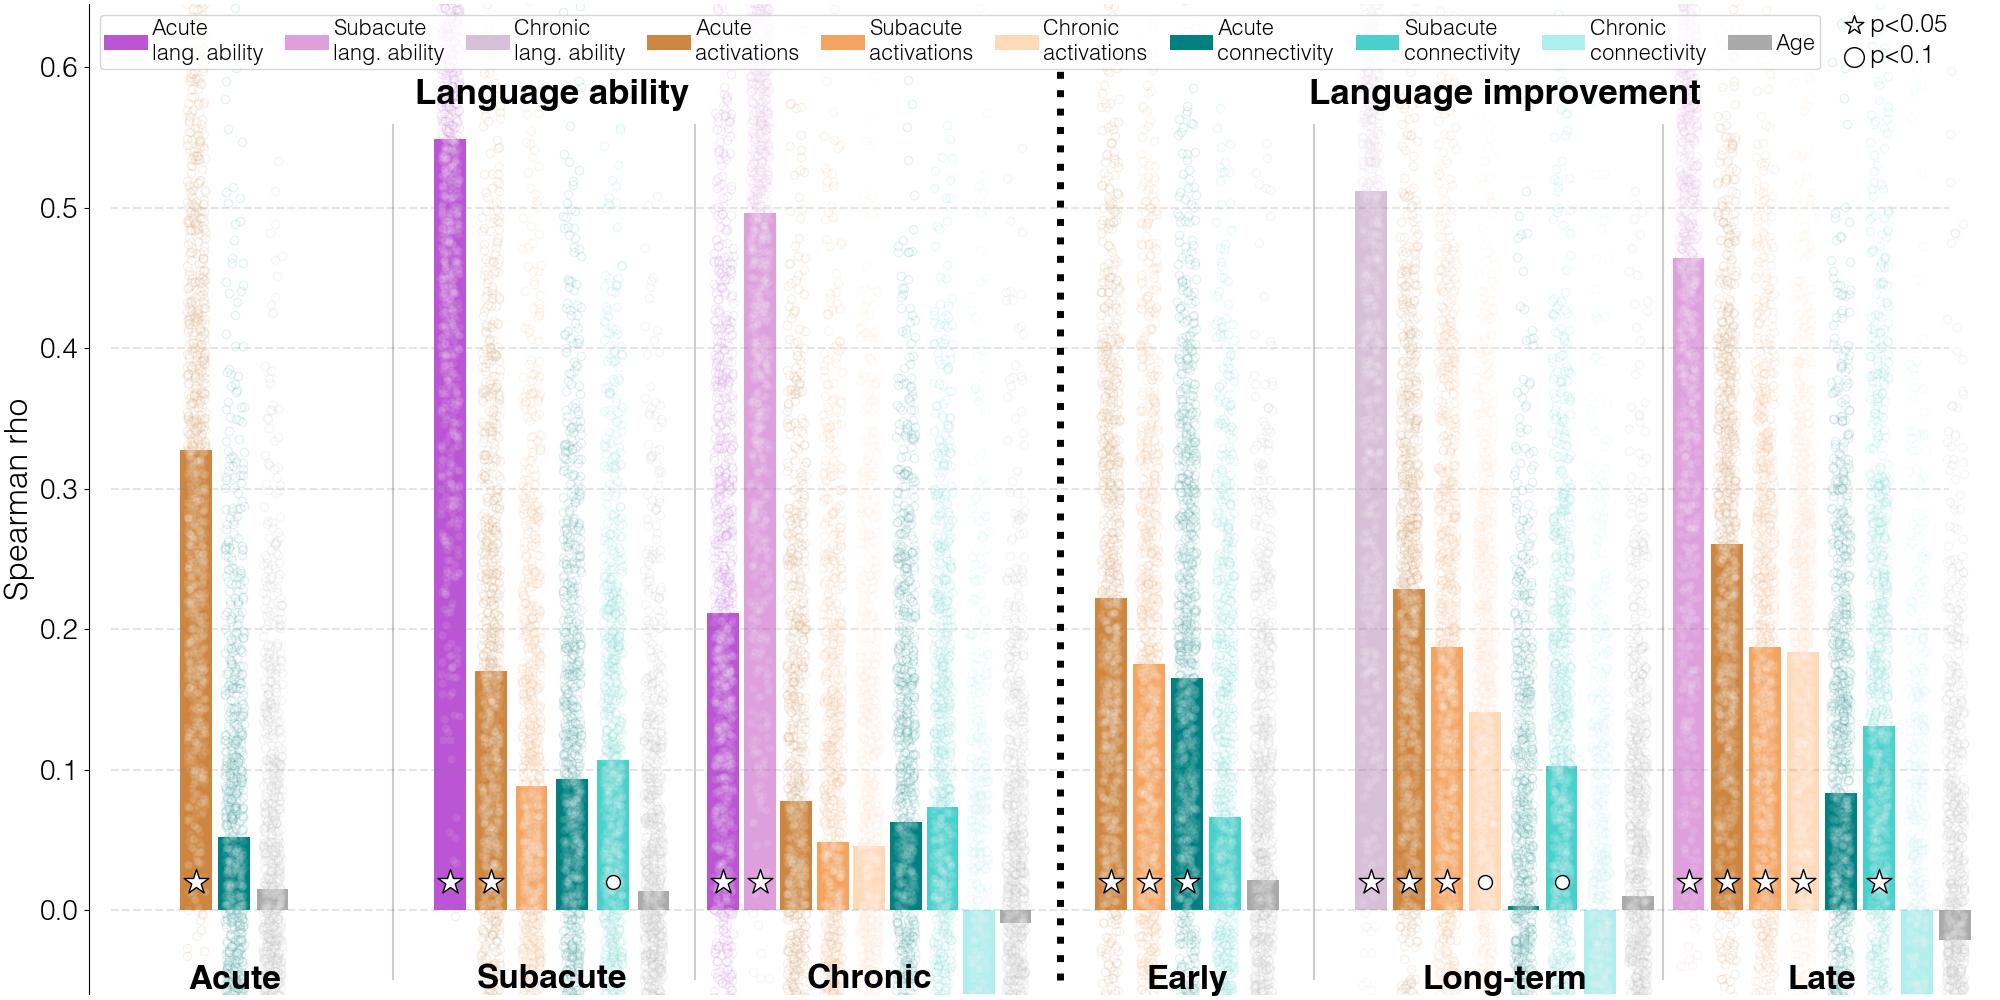 Acute
lang. ability
Subacute
lang. ability
Chronic
lang. ability
Acute
activations
Subacute
activations
Chronic
activations
Acute
connectivity
Subacute
connectivity
Chronic
connectivity
Age
p<0.05
p<0.1
Language ability
Language improvement
Spearman rho
0.6
0.5
0.4
0.3
0.2
0.1
0.0
Acute
Subacute
Chronic
Early
Long-term
Late